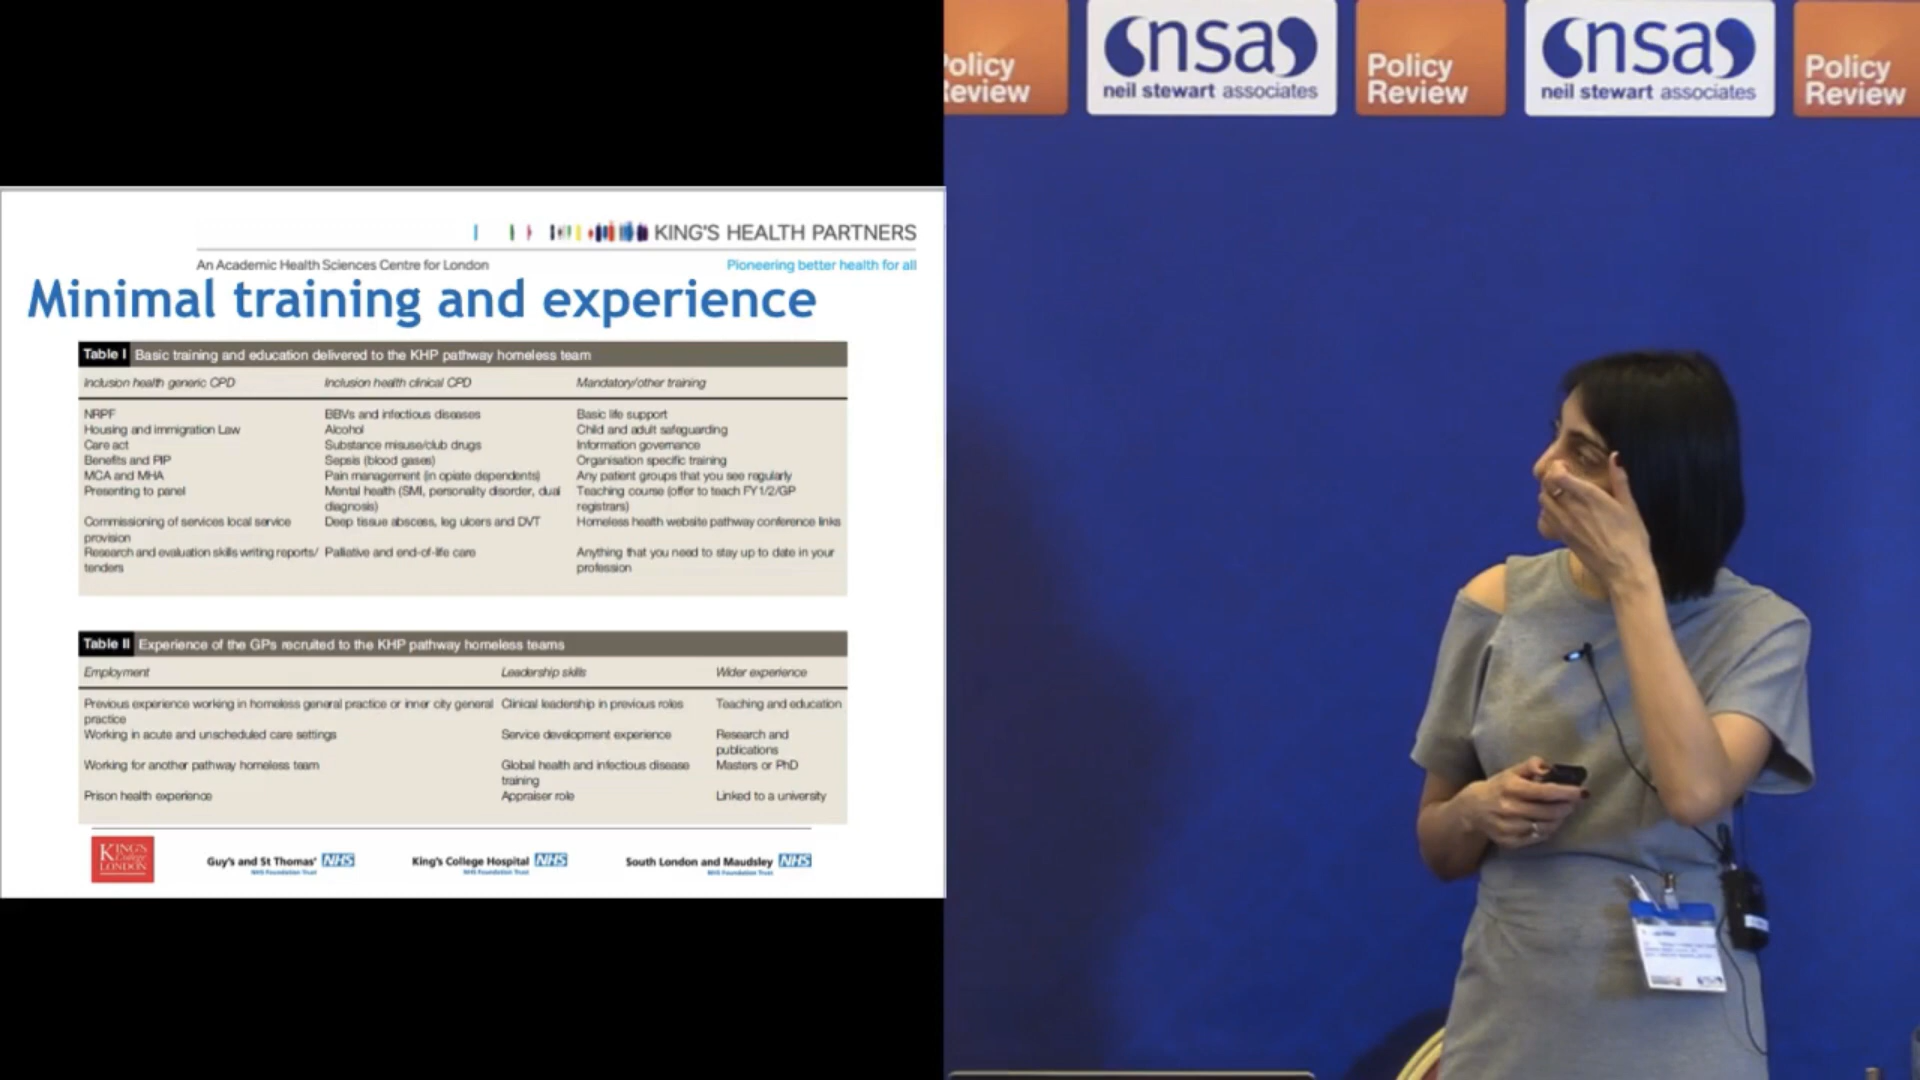 Policy
Review
nsa
neil stewart associates
Policy
Review
nsa
neil stewart associates
Policy
Review
KING'S HEALTH PARTNERS
An Academic Health Sciences Centre for London
Pioneering better health for all
Minimal training and experience
Table I Basic training and education delivered to the KHP pathway homeless team
Inclusion health generic CPD Inclusion health clinical CPD Mandatory/other training
NRPF BBVs and infectious diseases Basic life support
Housing and Immigration Law Alcohol Child and adult safeguarding
Care act Substance misuse/club drugs Information governance
Benefits and PIP Sepsis (blood gases) Organisation specific training
MCA and MHA Pain management (in opiate dependents) Any patient groups that you see regularly
Presenting to panel Mental health (SMI, personality disorder, dual Teaching course (offer to teach FY1/2/GP
diagnosis) registrars)
Commissioning of services local service Deep tissue abscess, leg ulcers and DVT Homeless health website pathway conference links
provision
Research and evaluation skills writing reports/ Palliative and end-of-life care Anything that you need to stay up to date in your
tenders profession
Table II Experience of the GPs recruited to the KHP pathway homeless teams
Employment Leadership skills Wider experience
Previous experience working in homeless general practice or inner city general Clinical leadership in previous roles Teaching and education
practice
Working in acute and unscheduled care settings Service development experience Research and
publications
Working for another pathway homeless team Global health and infectious disease Masters or PhD
training
Prison health experience Appraiser role Linked to a university
KING'S
College
LONDON
Guy's and St Thomas' NHS
NHS Foundation Trust
King's College Hospital NHS
NHS Foundation Trust
South London and Maudsley NHS
NHS Foundation Trust